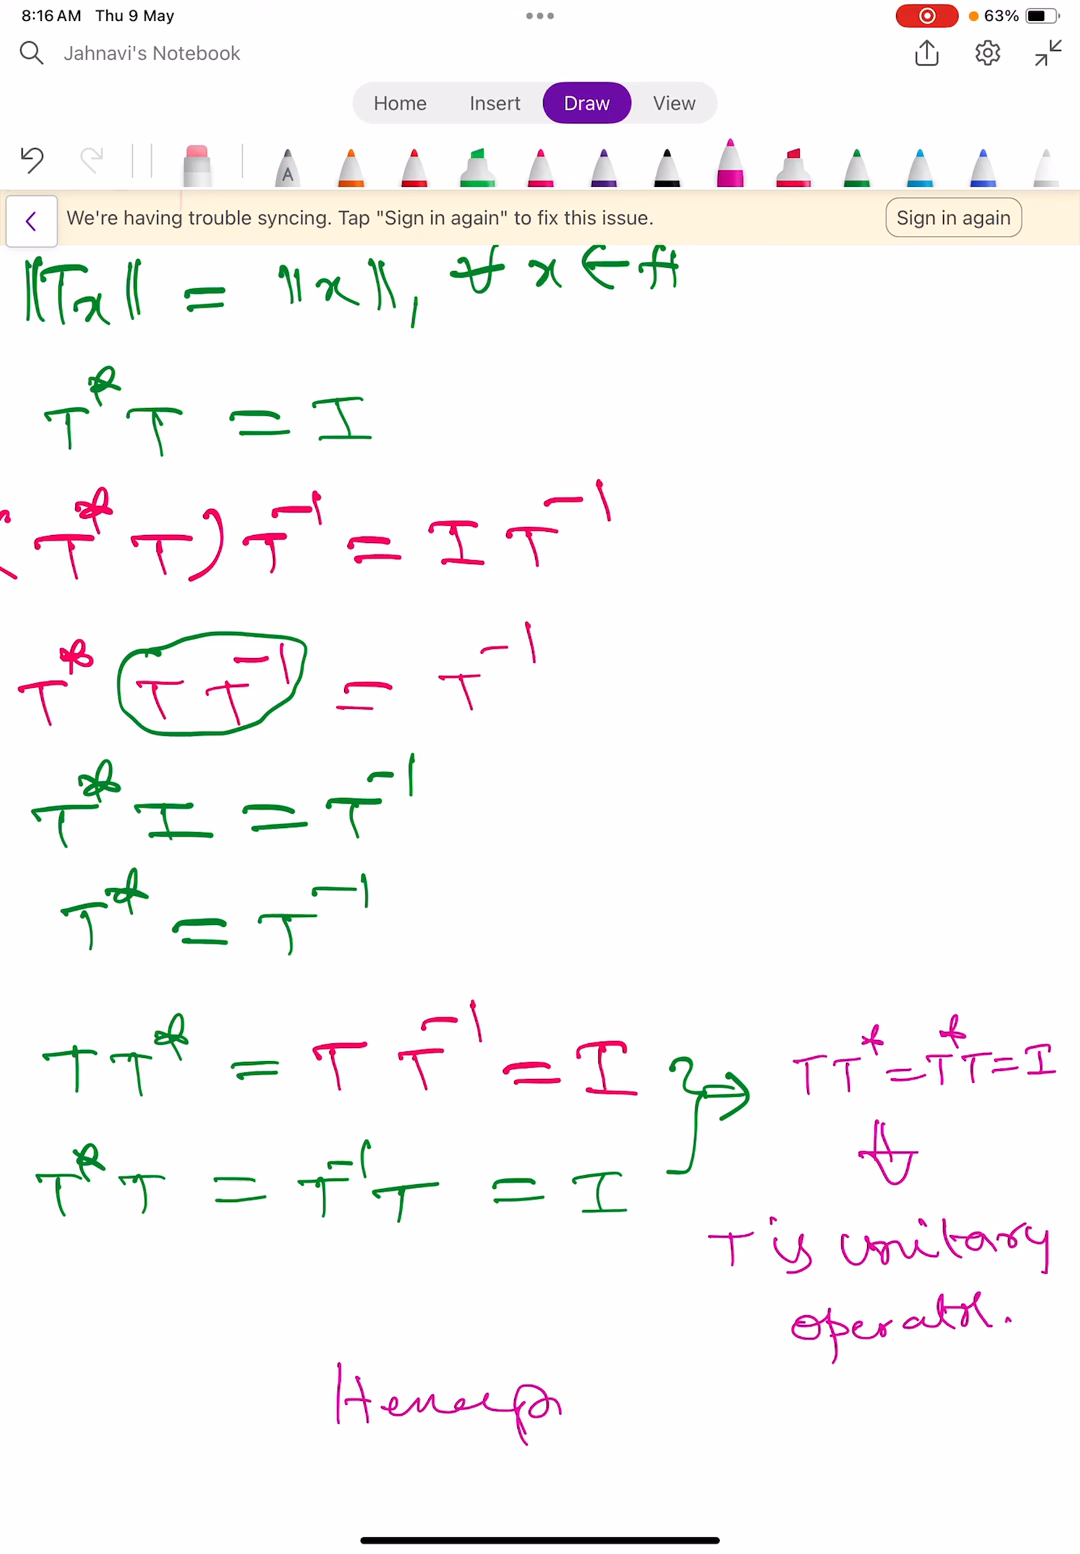 8:16 AM Thu 9 May
63%
Jahnavi's Notebook
Home Insert Draw View
A
We're having trouble syncing. Tap "Sign in again" to fix this issue. Sign in again
||Tx|| = ||x||, ∀ x ∈ H
T* T = I
(T* T) T⁻¹ = I T⁻¹
T* T T⁻¹ = T⁻¹
T* I = T⁻¹
T* = T⁻¹
T T* = T T⁻¹ = I
T* T = T⁻¹ T = I
} ⇒ TT* = T*T = I
⇓
T is unitary
operator.
Hence p